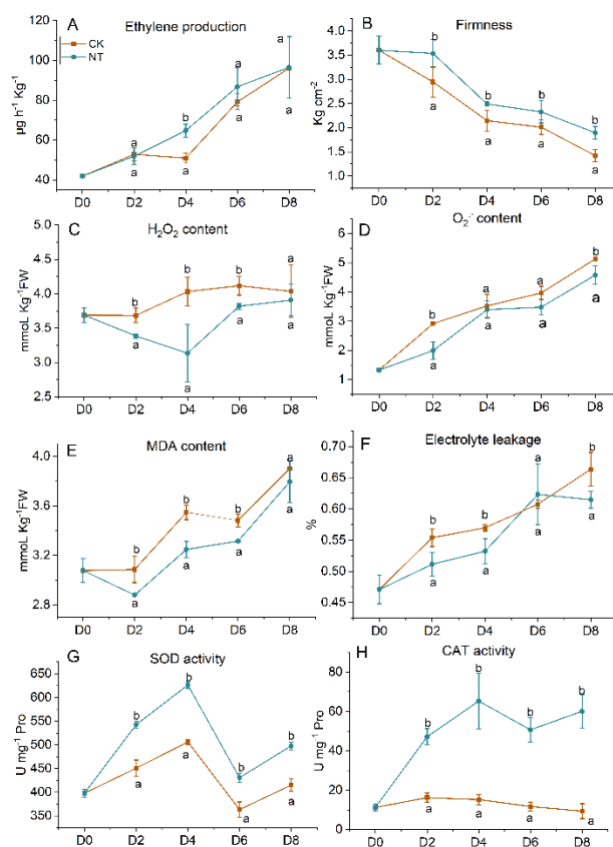 A Ethylene production
CK
NT
µg h⁻¹ Kg⁻¹
120
100
80
60
40
a a b a a
a a a a
D0 D2 D4 D6 D8
B Firmness
Kg cm⁻²
4.0
3.5
3.0
2.5
2.0
1.5
1.0
b b b b
a a a a
D0 D2 D4 D6 D8
C H₂O₂ content
mmoL Kg⁻¹FW
4.5
4.0
3.5
3.0
2.5
b b b a
a a a a
D0 D2 D4 D6 D8
D O₂·⁻ content
mmoL Kg⁻¹FW
6
5
4
3
2
1
b a a b
a a a a
D0 D2 D4 D6 D8
E MDA content
mmoL Kg⁻¹FW
4.0
3.6
3.2
2.8
b b b a
a a a a
D0 D2 D4 D6 D8
F Electrolyte leakage
%
0.70
0.65
0.60
0.55
0.50
0.45
b b a b
a a a a
D0 D2 D4 D6 D8
G SOD activity
U mg⁻¹ Pro
650
600
550
500
450
400
350
b b b b
a a a a
D0 D2 D4 D6 D8
H CAT activity
U mg⁻¹ Pro
80
60
40
20
0
b b b b
a a a a
D0 D2 D4 D6 D8